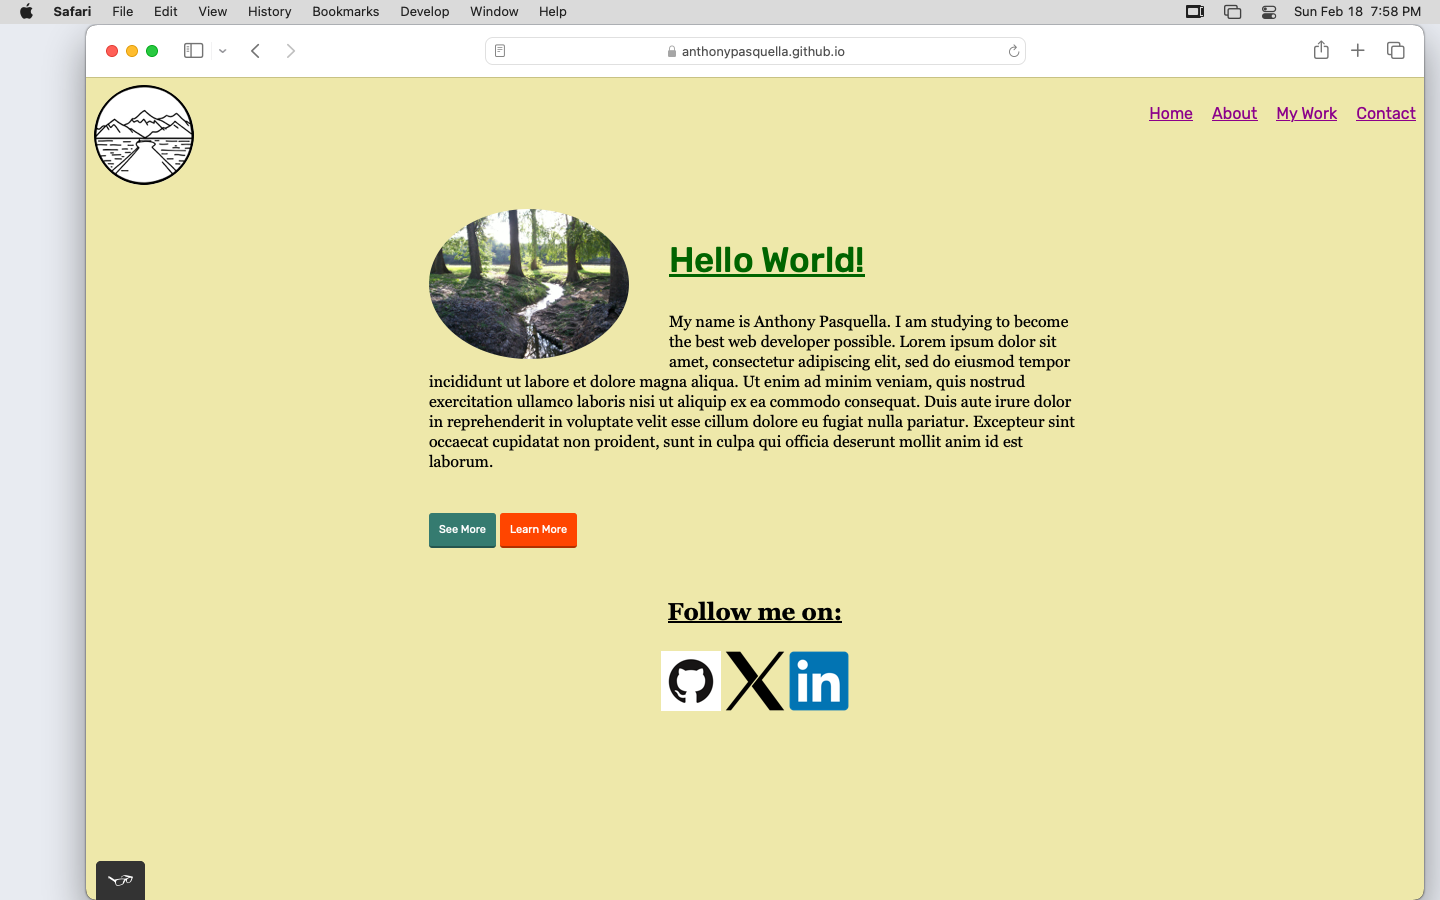 Safari File Edit View History Bookmarks Develop Window Help Sun Feb 18 7:58 PM
anthonypasquella.github.io
Home About My Work Contact
Hello World!
My name is Anthony Pasquella. I am studying to become
the best web developer possible. Lorem ipsum dolor sit
amet, consectetur adipiscing elit, sed do eiusmod tempor
incididunt ut labore et dolore magna aliqua. Ut enim ad minim veniam, quis nostrud
exercitation ullamco laboris nisi ut aliquip ex ea commodo consequat. Duis aute irure dolor
in reprehenderit in voluptate velit esse cillum dolore eu fugiat nulla pariatur. Excepteur sint
occaecat cupidatat non proident, sunt in culpa qui officia deserunt mollit anim id est
laborum.
See More Learn More
Follow me on:
X in